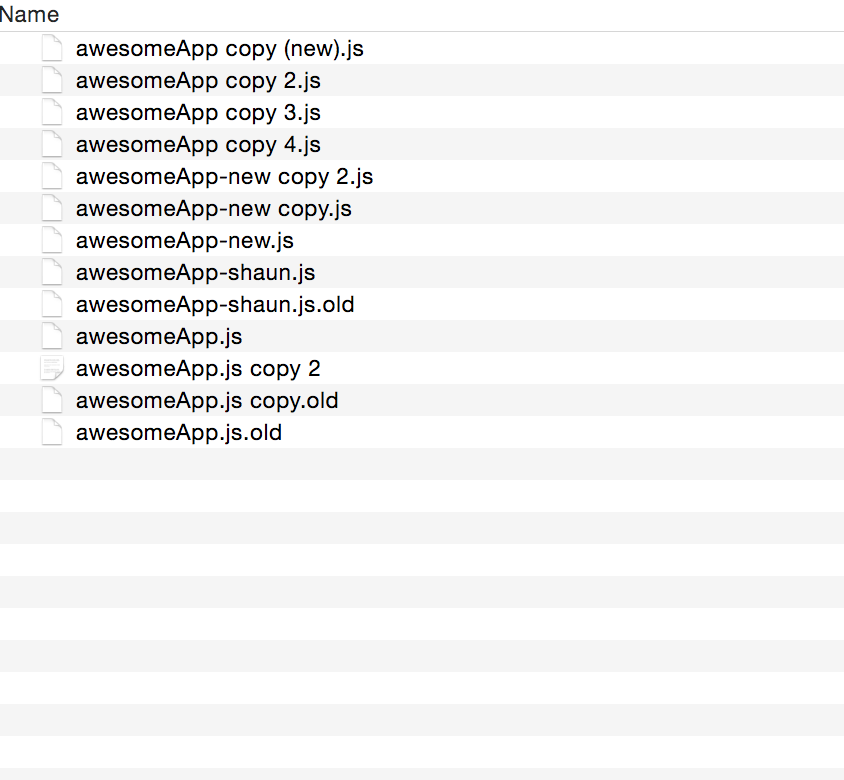 Name
awesomeApp copy (new).js
awesomeApp copy 2.js
awesomeApp copy 3.js
awesomeApp copy 4.js
awesomeApp-new copy 2.js
awesomeApp-new copy.js
awesomeApp-new.js
awesomeApp-shaun.js
awesomeApp-shaun.js.old
awesomeApp.js
awesomeApp.js copy 2
awesomeApp.js copy.old
awesomeApp.js.old